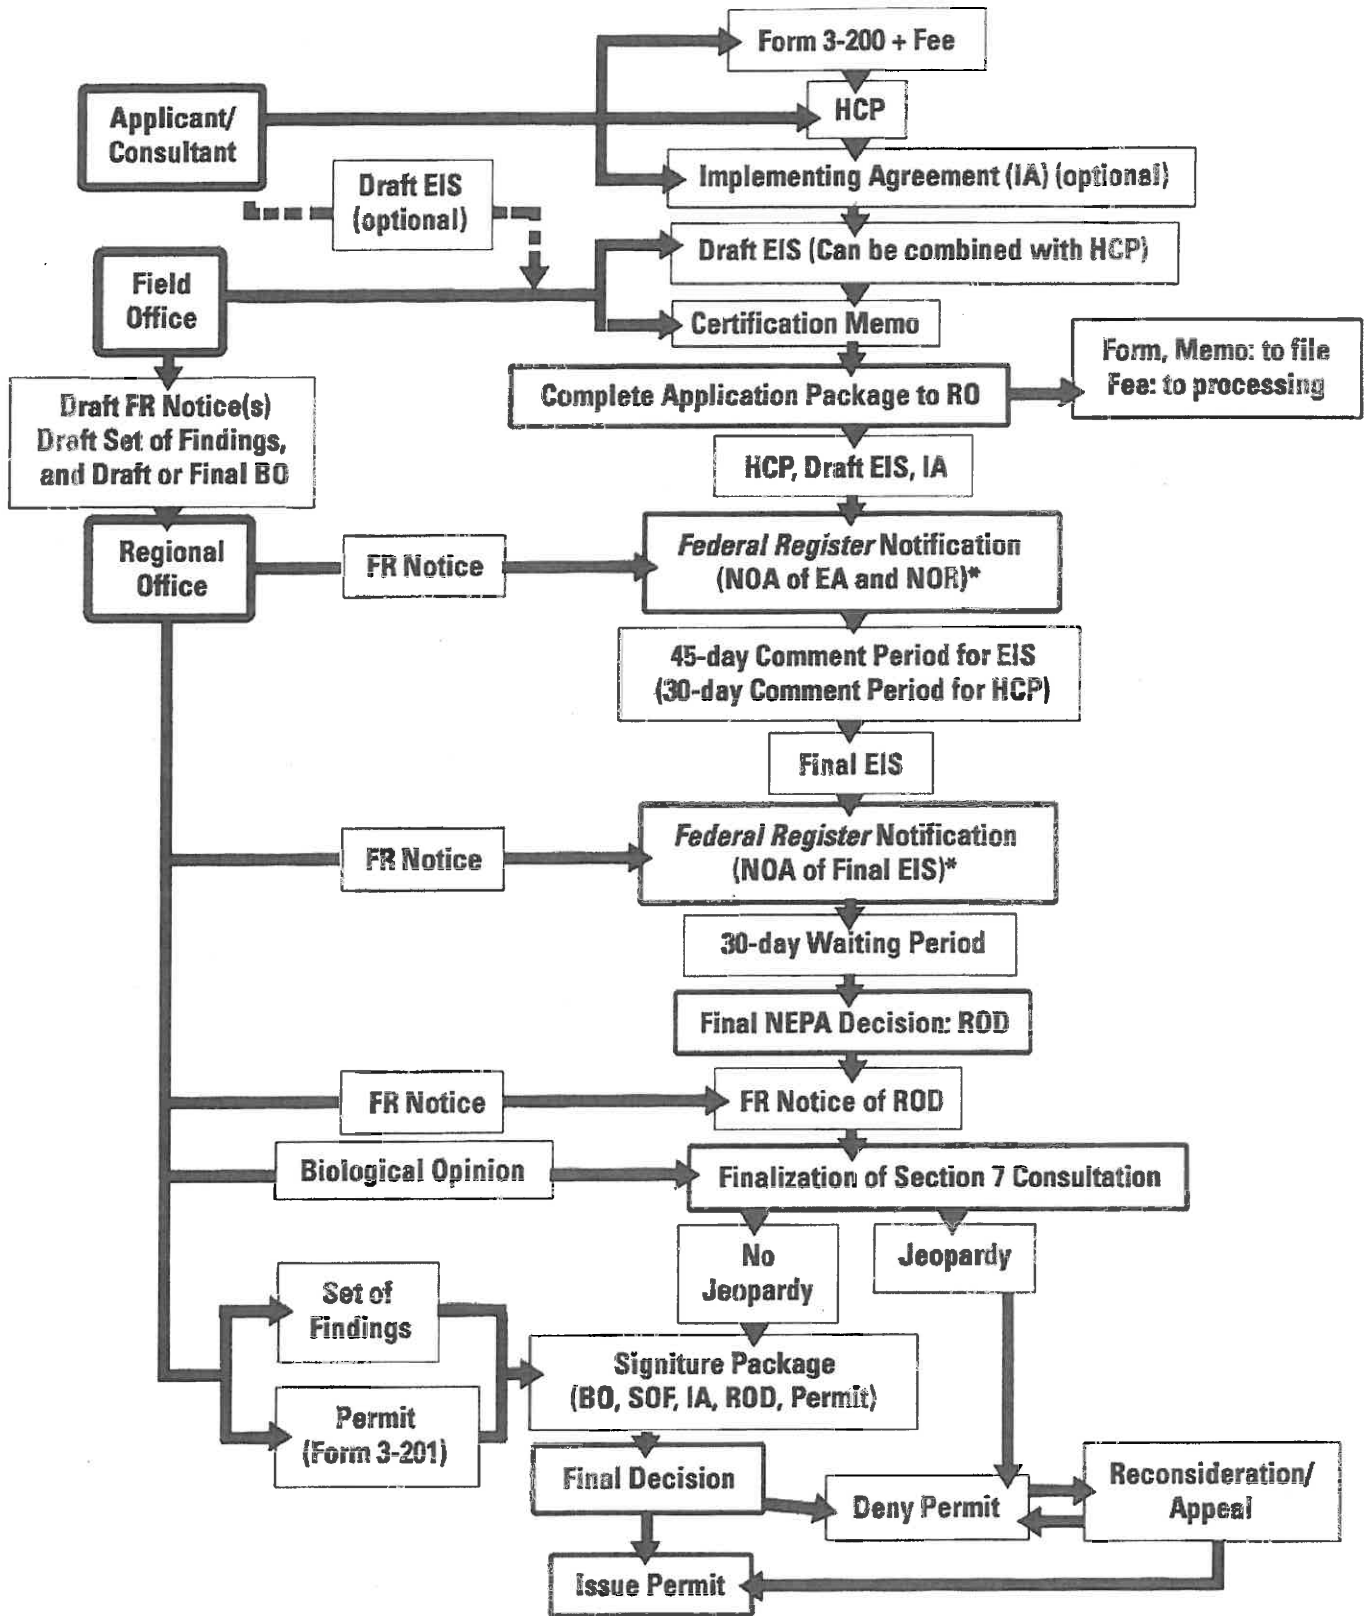 Form 3-200 + Fee
Applicant/
Consultant
HCP
Implementing Agreement (IA) (optional)
Draft EIS
(optional)
Draft EIS (Can be combined with HCP)
Field
Office
Certification Memo
Form, Memo: to file
Fee: to processing
Complete Application Package to RO
Draft FR Notice(s)
Draft Set of Findings,
and Draft or Final BO
HCP, Draft EIS, IA
Regional
Office
FR Notice
Federal Register Notification
(NOA of EA and NOR)*
45-day Comment Period for EIS
(30-day Comment Period for HCP)
Final EIS
FR Notice
Federal Register Notification
(NOA of Final EIS)*
30-day Waiting Period
Final NEPA Decision: ROD
FR Notice
FR Notice of ROD
Biological Opinion
Finalization of Section 7 Consultation
No
Jeopardy
Jeopardy
Set of
Findings
Signiture Package
(BO, SOF, IA, ROD, Permit)
Permit
(Form 3-201)
Final Decision
Deny Permit
Reconsideration/
Appeal
Issue Permit